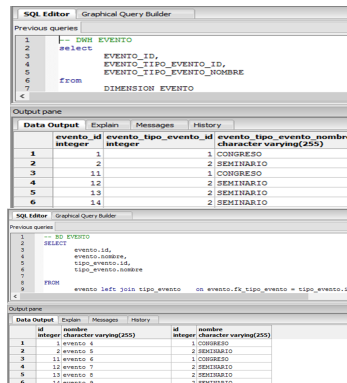 SQL Editor Graphical Query Builder
Previous queries
1 -- DWH EVENTO
2 select
3 EVENTO_ID,
4 EVENTO_TIPO_EVENTO_ID,
5 EVENTO_TIPO_EVENTO_NOMBRE
6 from
7 DIMENSION EVENTO
Output pane
Data Output Explain Messages History
evento_id evento_tipo_evento_id evento_tipo_evento_nombre
integer integer character varying(255)
1 1 1 CONGRESO
2 2 2 SEMINARIO
3 11 1 CONGRESO
4 12 2 SEMINARIO
5 13 2 SEMINARIO
6 14 2 SEMINARIO
SQL Editor Graphical Query Builder
Previous queries
1 -- BD EVENTO
2 SELECT
3 evento.id,
4 evento.nombre,
5 tipo_evento.id,
6 tipo_evento.nombre
7
8 FROM
9 evento left join tipo_evento on evento.fk_tipo_evento = tipo_evento.i
Output pane
Data Output Explain Messages History
id nombre id nombre
integer character varying(255) integer character varying(255)
1 1 evento 4 1 CONGRESO
2 2 evento 5 2 SEMINARIO
3 11 evento 6 1 CONGRESO
4 12 evento 7 2 SEMINARIO
5 13 evento 8 2 SEMINARIO